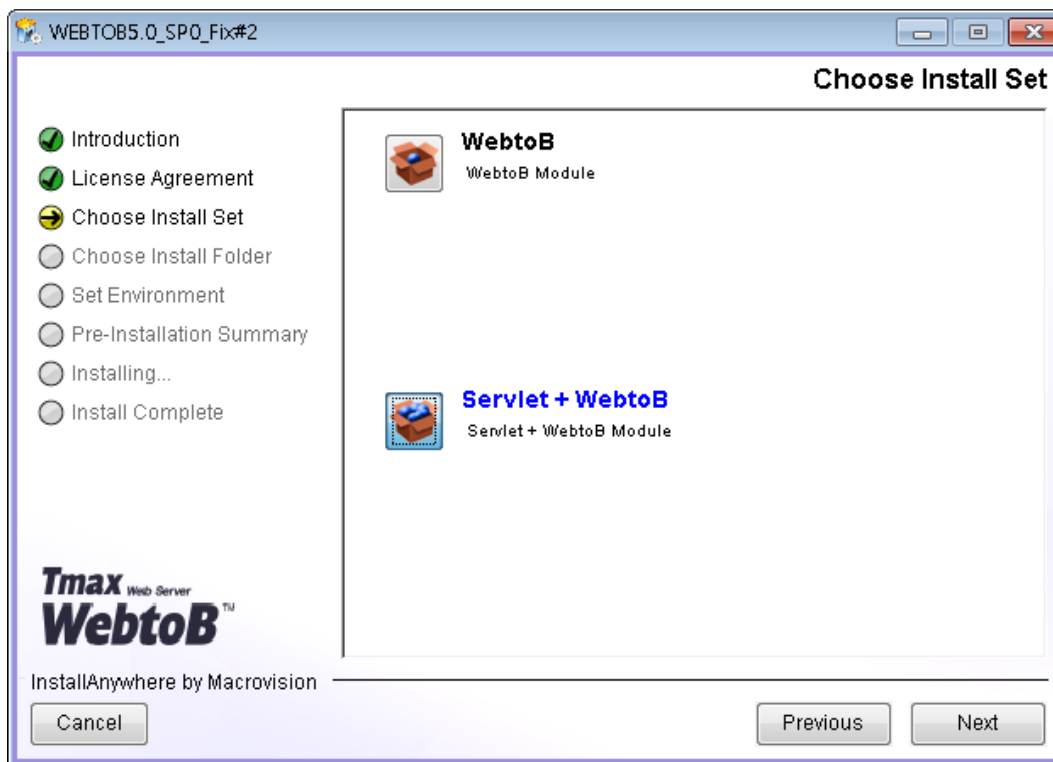 WEBTOB5.0_SP0_Fix#2
Choose Install Set
Introduction
License Agreement
Choose Install Set
Choose Install Folder
Set Environment
Pre-Installation Summary
Installing...
Install Complete
WebtoB
WebtoB Module
Servlet + WebtoB
Servlet + WebtoB Module
Tmax Web Server
WebtoB™
InstallAnywhere by Macrovision
Cancel
Previous
Next